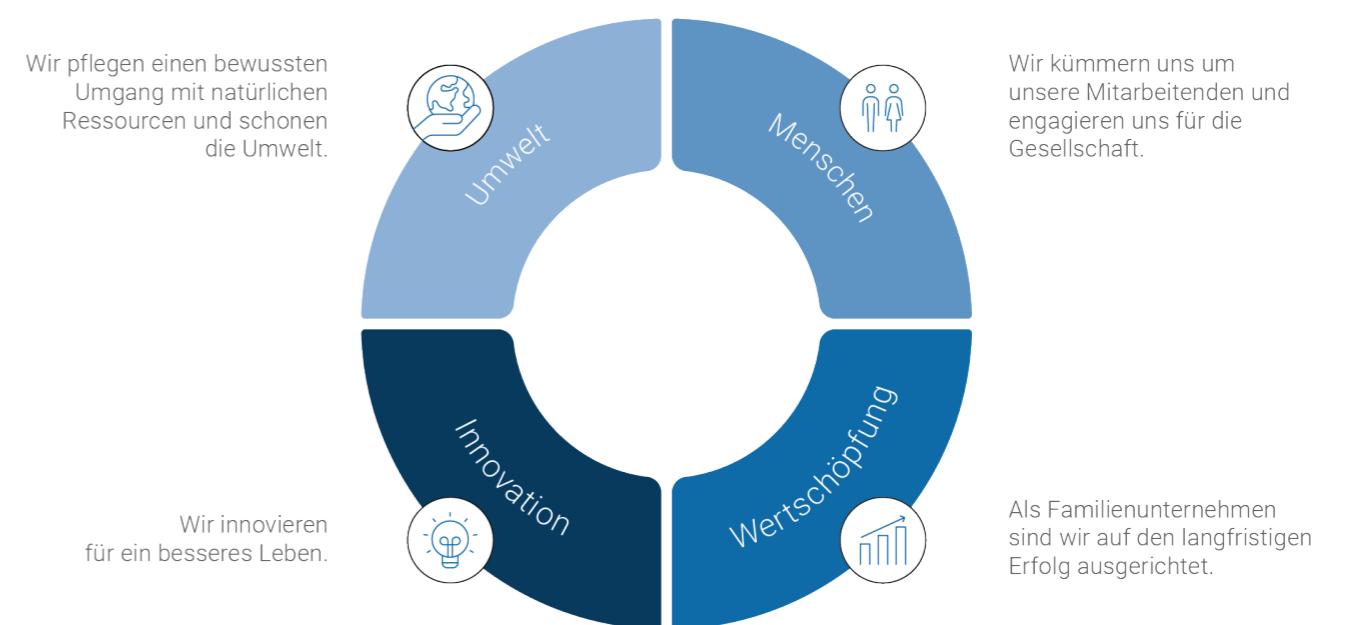 Wir pflegen einen bewussten
Umgang mit natürlichen
Ressourcen und schonen
die Umwelt.
Umwelt
Menschen
Wir kümmern uns um
unsere Mitarbeitenden und
engagieren uns für die
Gesellschaft.
Wir innovieren
für ein besseres Leben.
Innovation
Wertschöpfung
Als Familienunternehmen
sind wir auf den langfristigen
Erfolg ausgerichtet.